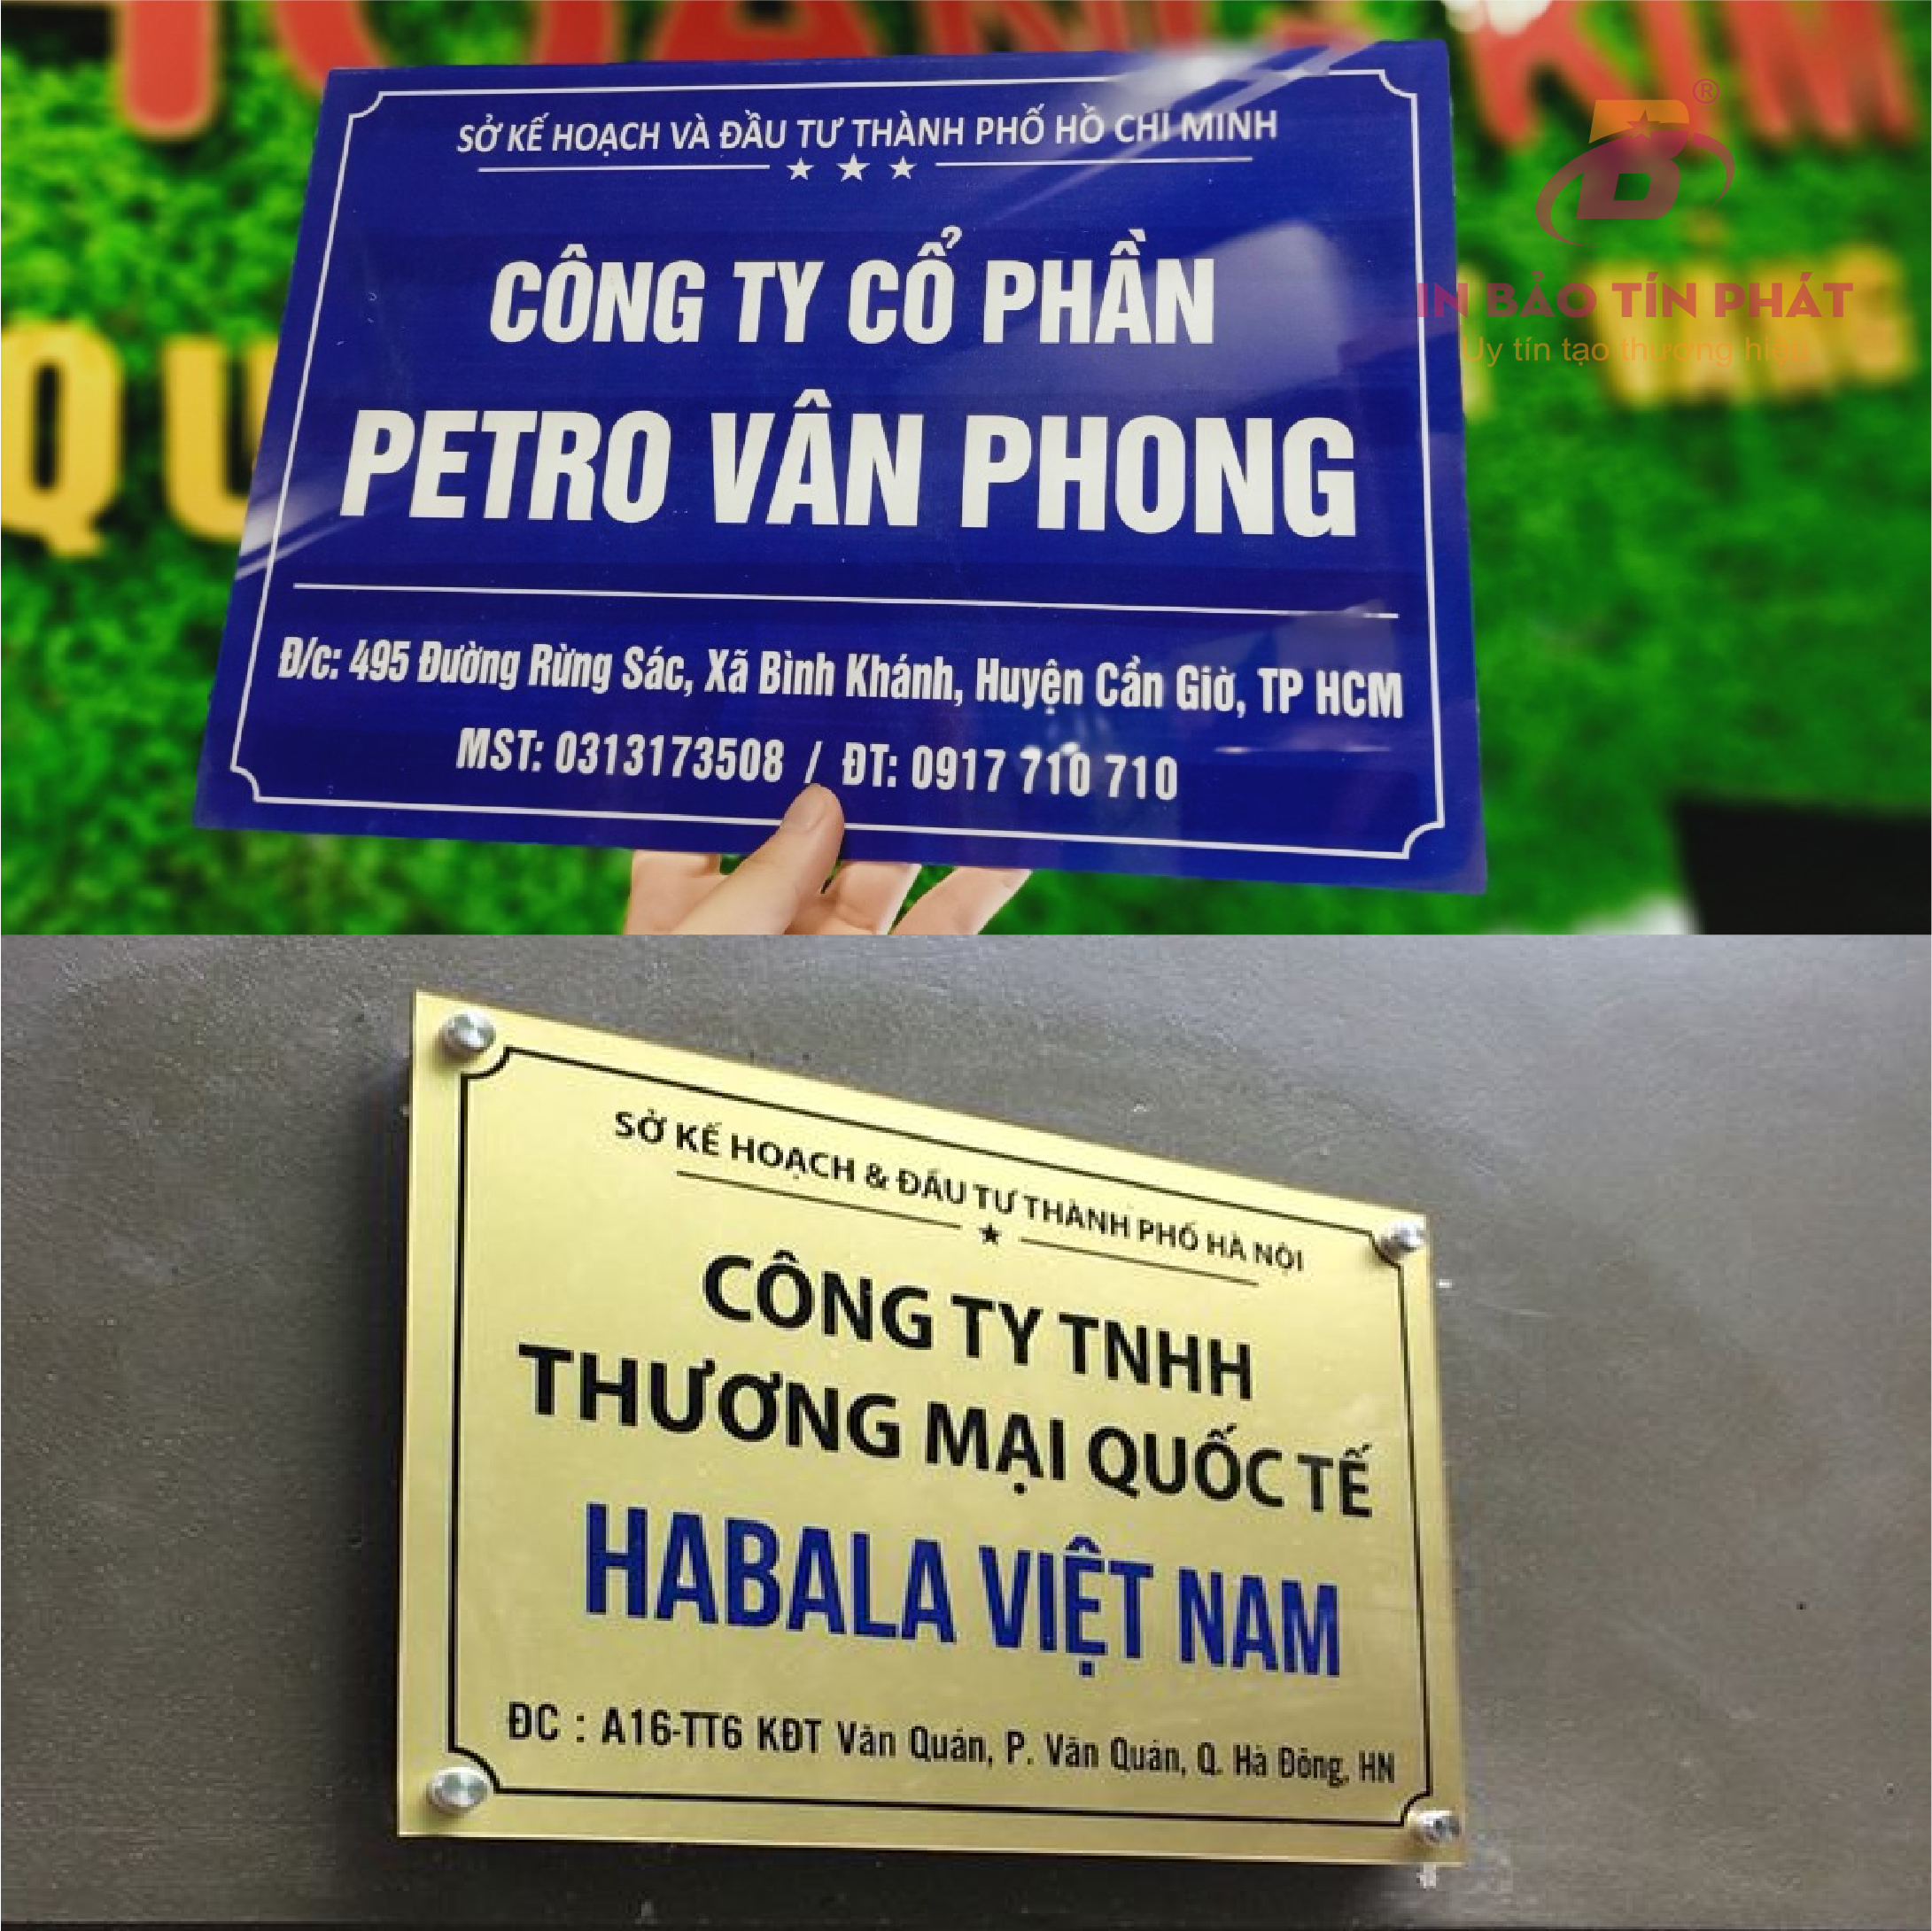 SỞ KẾ HOẠCH VÀ ĐẦU TƯ THÀNH PHỐ HỒ CHÍ MINH
CÔNG TY CỔ PHẦN
PETRO VÂN PHONG
Đ/c: 495 Đường Rừng Sác, Xã Bình Khánh, Huyện Cần Giờ, TP HCM
MST: 0313173508 / ĐT: 0917 710 710
®
IN BẢO TÍN PHÁT
Uy tín tạo thương hiệu
SỞ KẾ HOẠCH & ĐẦU TƯ THÀNH PHỐ HÀ NỘI
CÔNG TY TNHH
THƯƠNG MẠI QUỐC TẾ
HABALA VIỆT NAM
ĐC : A16-TT6 KĐT Văn Quán, P. Văn Quán, Q. Hà Đông, HN